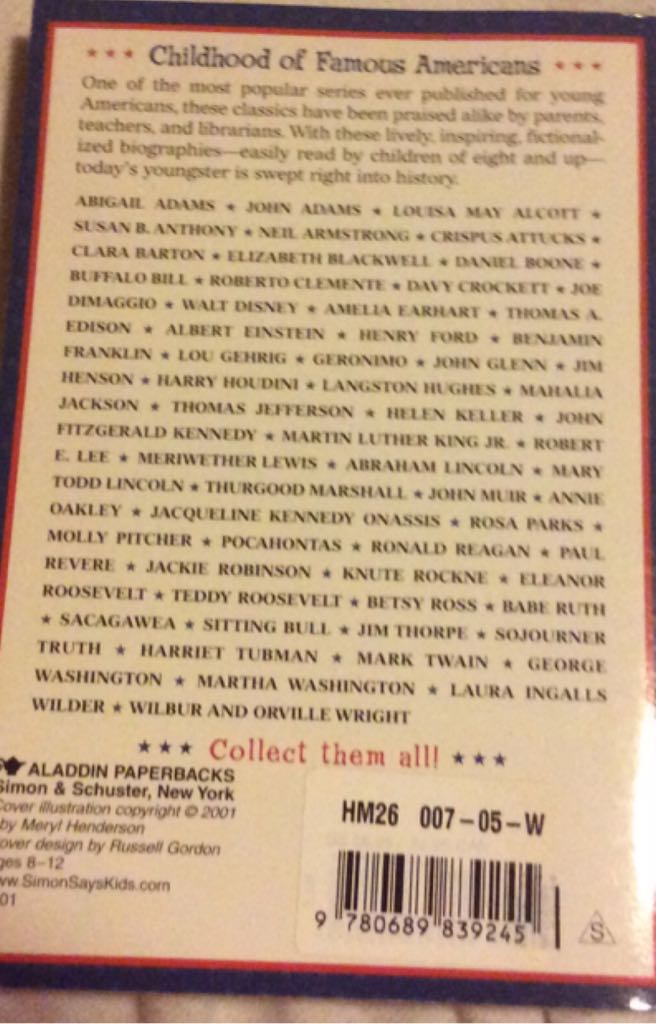 ★ ★ ★ Childhood of Famous Americans ★ ★ ★
One of the most popular series ever published for young
Americans, these classics have been praised alike by parents,
teachers, and librarians. With these lively, inspiring, fictional-
ized biographies—easily read by children of eight and up—
today's youngster is swept right into history.
ABIGAIL ADAMS ★ JOHN ADAMS ★ LOUISA MAY ALCOTT ★
SUSAN B. ANTHONY ★ NEIL ARMSTRONG ★ CRISPUS ATTUCKS ★
CLARA BARTON ★ ELIZABETH BLACKWELL ★ DANIEL BOONE ★
BUFFALO BILL ★ ROBERTO CLEMENTE ★ DAVY CROCKETT ★ JOE
DIMAGGIO ★ WALT DISNEY ★ AMELIA EARHART ★ THOMAS A.
EDISON ★ ALBERT EINSTEIN ★ HENRY FORD ★ BENJAMIN
FRANKLIN ★ LOU GEHRIG ★ GERONIMO ★ JOHN GLENN ★ JIM
HENSON ★ HARRY HOUDINI ★ LANGSTON HUGHES ★ MAHALIA
JACKSON ★ THOMAS JEFFERSON ★ HELEN KELLER ★ JOHN
FITZGERALD KENNEDY ★ MARTIN LUTHER KING JR. ★ ROBERT
E. LEE ★ MERIWETHER LEWIS ★ ABRAHAM LINCOLN ★ MARY
TODD LINCOLN ★ THURGOOD MARSHALL ★ JOHN MUIR ★ ANNIE
OAKLEY ★ JACQUELINE KENNEDY ONASSIS ★ ROSA PARKS ★
MOLLY PITCHER ★ POCAHONTAS ★ RONALD REAGAN ★ PAUL
REVERE ★ JACKIE ROBINSON ★ KNUTE ROCKNE ★ ELEANOR
ROOSEVELT ★ TEDDY ROOSEVELT ★ BETSY ROSS ★ BABE RUTH
★ SACAGAWEA ★ SITTING BULL ★ JIM THORPE ★ SOJOURNER
TRUTH ★ HARRIET TUBMAN ★ MARK TWAIN ★ GEORGE
WASHINGTON ★ MARTHA WASHINGTON ★ LAURA INGALLS
WILDER ★ WILBUR AND ORVILLE WRIGHT
★ ★ ★ Collect them all! ★ ★ ★
ALADDIN PAPERBACKS
Simon & Schuster, New York
Cover illustration copyright © 2001
by Meryl Henderson
over design by Russell Gordon
ges 8–12
ww.SimonSaysKids.com
01
HM26 007-05-W
9 780689 839245
S